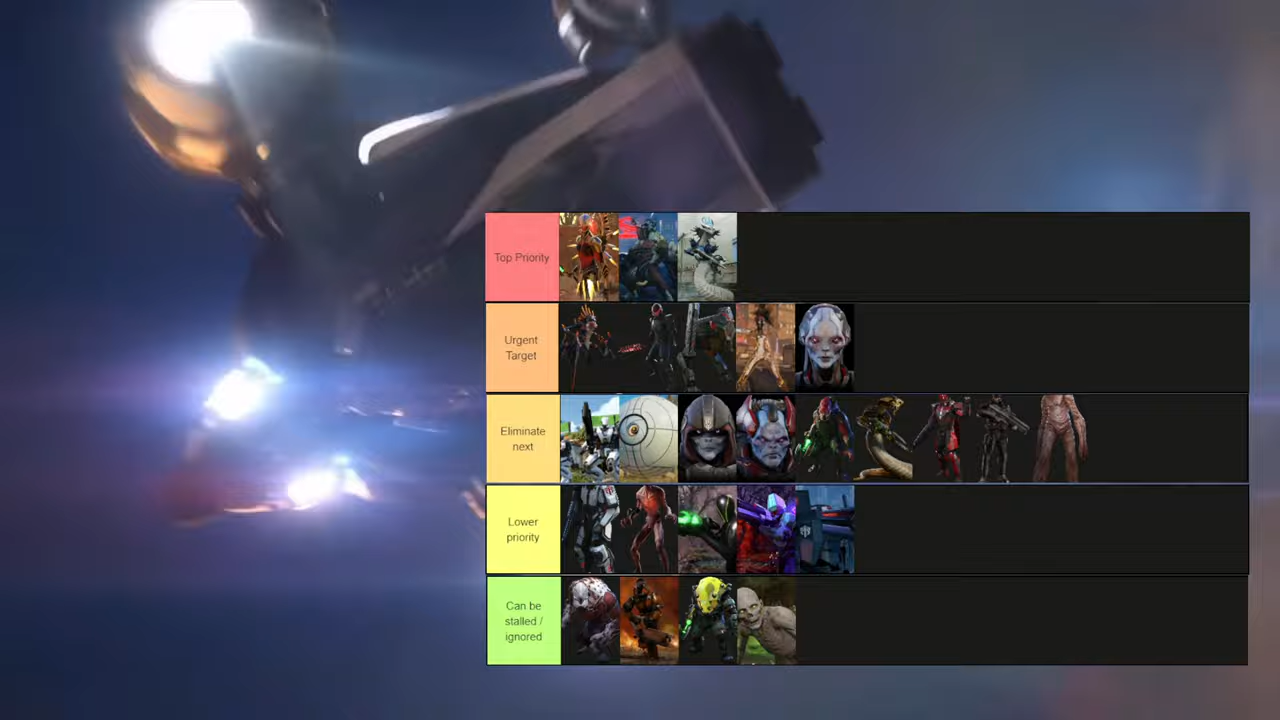 Top Priority
Urgent
Target
Eliminate
next
Lower
priority
Can be
stalled /
ignored